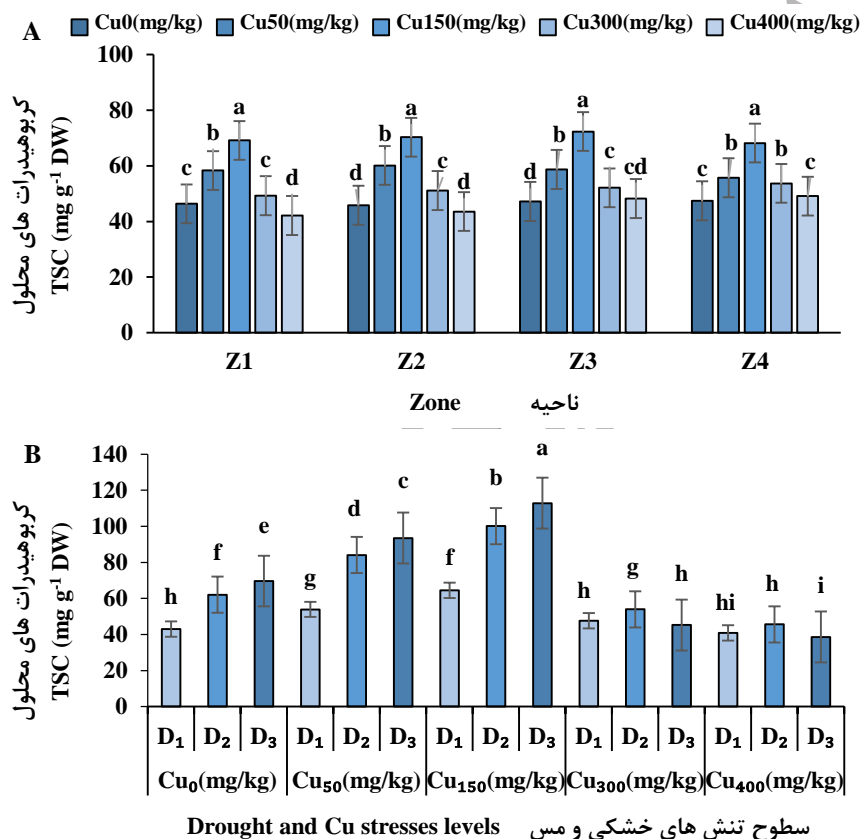 Cu0(mg/kg) Cu50(mg/kg) Cu150(mg/kg) Cu300(mg/kg) Cu400(mg/kg)
A
کربوهیدرات های محلول
TSC (mg g⁻¹ DW)
100
80
60
40
20
0
c b a c d
d b a c d
d b a c cd
c b a b c
Z1 Z2 Z3 Z4
Zone ناحیه
B
کربوهیدرات های محلول
TSC (mg g⁻¹ DW)
140
120
100
80
60
40
20
0
h f e g d c f b a h g h hi h i
D₁ D₂ D₃ D₁ D₂ D₃ D₁ D₂ D₃ D₁ D₂ D₃ D₁ D₂ D₃
Cu₀(mg/kg) Cu₅₀(mg/kg) Cu₁₅₀(mg/kg) Cu₃₀₀(mg/kg) Cu₄₀₀(mg/kg)
Drought and Cu stresses levels سطوح تنش های خشکی و مس